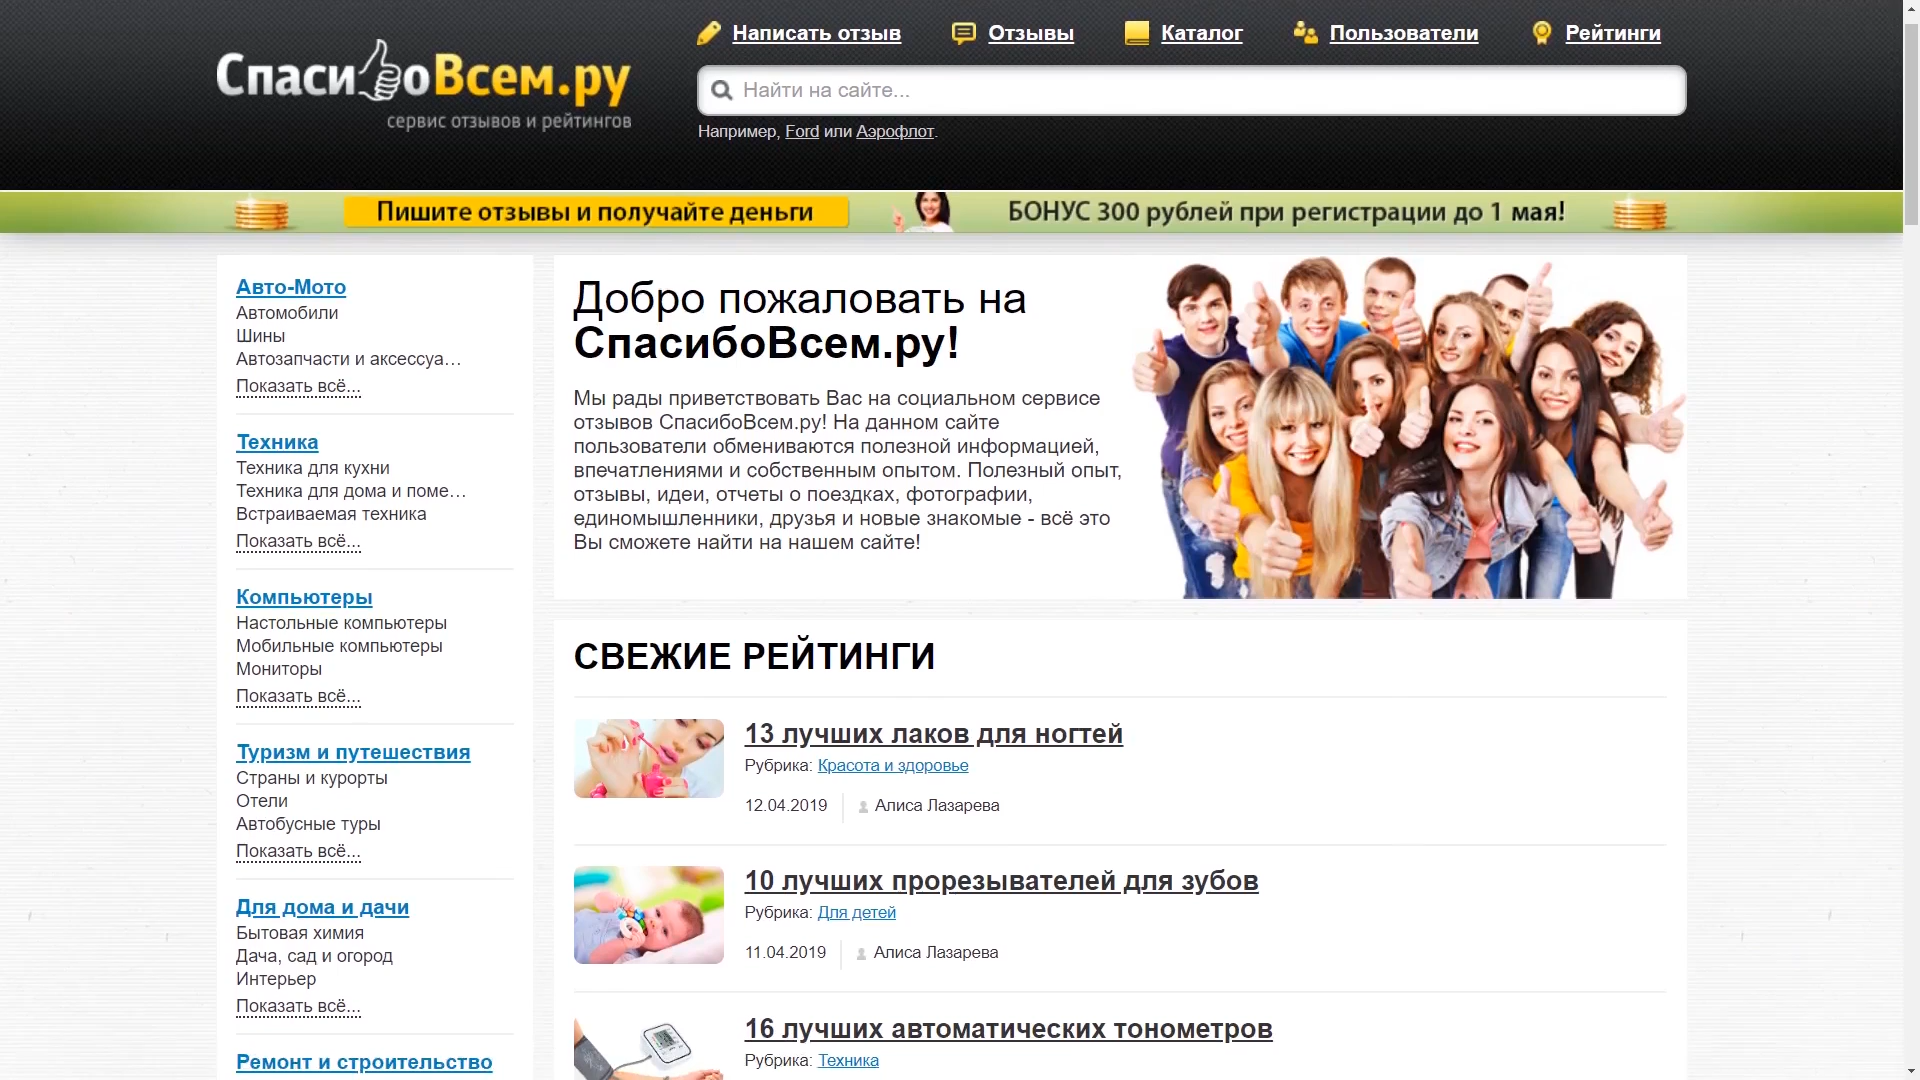 Написать отзыв
Отзывы
Каталог
Пользователи
Рейтинги
СпасибоВсем.ру
сервис отзывов и рейтингов
Найти на сайте...
Например, Ford или Аэрофлот.
Пишите отзывы и получайте деньги
БОНУС 300 рублей при регистрации до 1 мая!
Авто-Мото
Автомобили
Шины
Автозапчасти и аксессуа…
Показать всё...
Техника
Техника для кухни
Техника для дома и поме…
Встраиваемая техника
Показать всё...
Компьютеры
Настольные компьютеры
Мобильные компьютеры
Мониторы
Показать всё...
Туризм и путешествия
Страны и курорты
Отели
Автобусные туры
Показать всё...
Для дома и дачи
Бытовая химия
Дача, сад и огород
Интерьер
Показать всё...
Ремонт и строительство
Добро пожаловать на
СпасибоВсем.ру!
Мы рады приветствовать Вас на социальном сервисе
отзывов СпасибоВсем.ру! На данном сайте
пользователи обмениваются полезной информацией,
впечатлениями и собственным опытом. Полезный опыт,
отзывы, идеи, отчеты о поездках, фотографии,
единомышленники, друзья и новые знакомые - всё это
Вы сможете найти на нашем сайте!
СВЕЖИЕ РЕЙТИНГИ
13 лучших лаков для ногтей
Рубрика: Красота и здоровье
12.04.2019 Алиса Лазарева
10 лучших прорезывателей для зубов
Рубрика: Для детей
11.04.2019 Алиса Лазарева
16 лучших автоматических тонометров
Рубрика: Техника